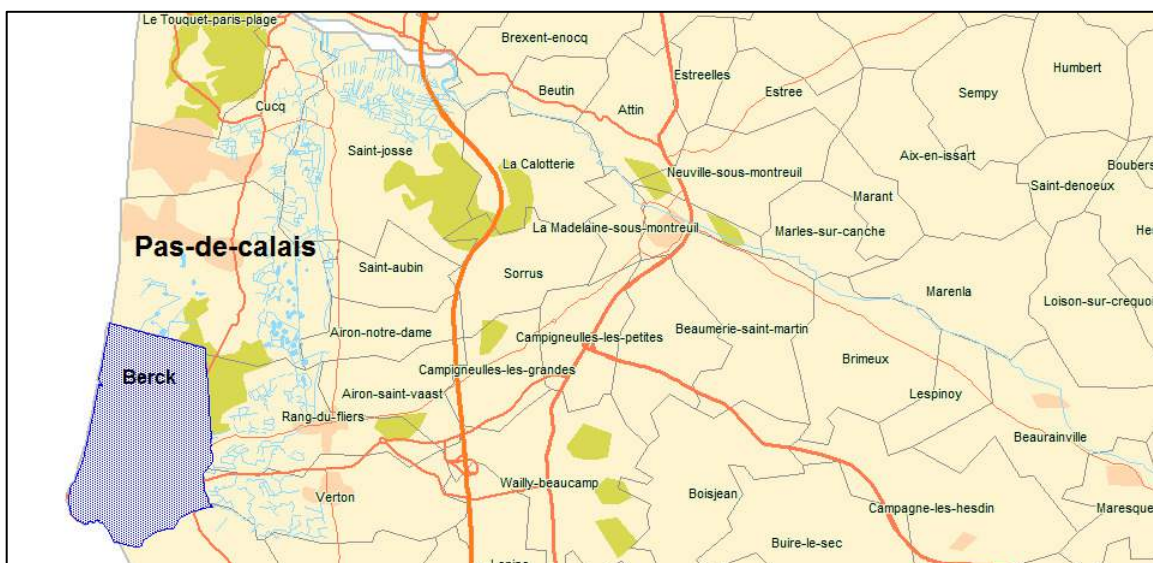 Le Touquet-paris-plage
Brexent-enocq
Humbert
Estreelles
Beutin
Estree
Sempy
Cucq
Attin
Saint-josse
Aix-en-issart
La Calotterie
Neuville-sous-montreuil
Saint-denoeux
Marant
La Madelaine-sous-montreuil
Marles-sur-canche
Pas-de-calais
Saint-aubin
Sorrus
Marenla
Loison-sur-crequoi
Airon-notre-dame
Campigneulles-les-petites
Beaumerie-saint-martin
Brimeux
Berck
Campigneulles-les-grandes
Airon-saint-vaast
Lespinoy
Rang-du-fliers
Beaurainville
Wailly-beaucamp
Verton
Boisjean
Campagne-les-hesdin
Maresque
Buire-le-sec